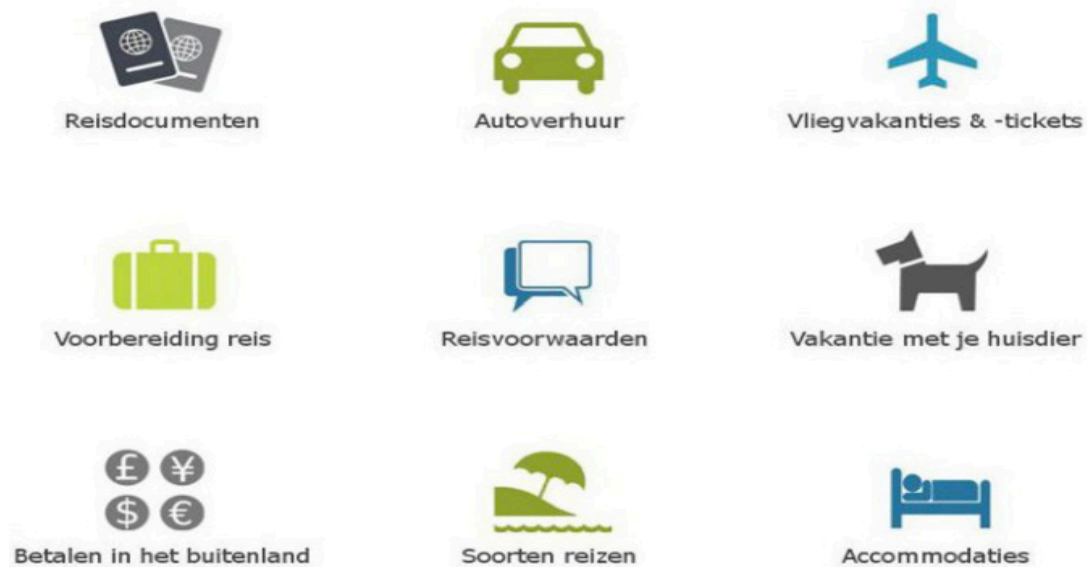 Reisdocumenten
Autoverhuur
Vliegvakanties & -tickets
Voorbereiding reis
Reisvoorwaarden
Vakantie met je huisdier
£ ¥
$ €
Betalen in het buitenland
Soorten reizen
Accommodaties